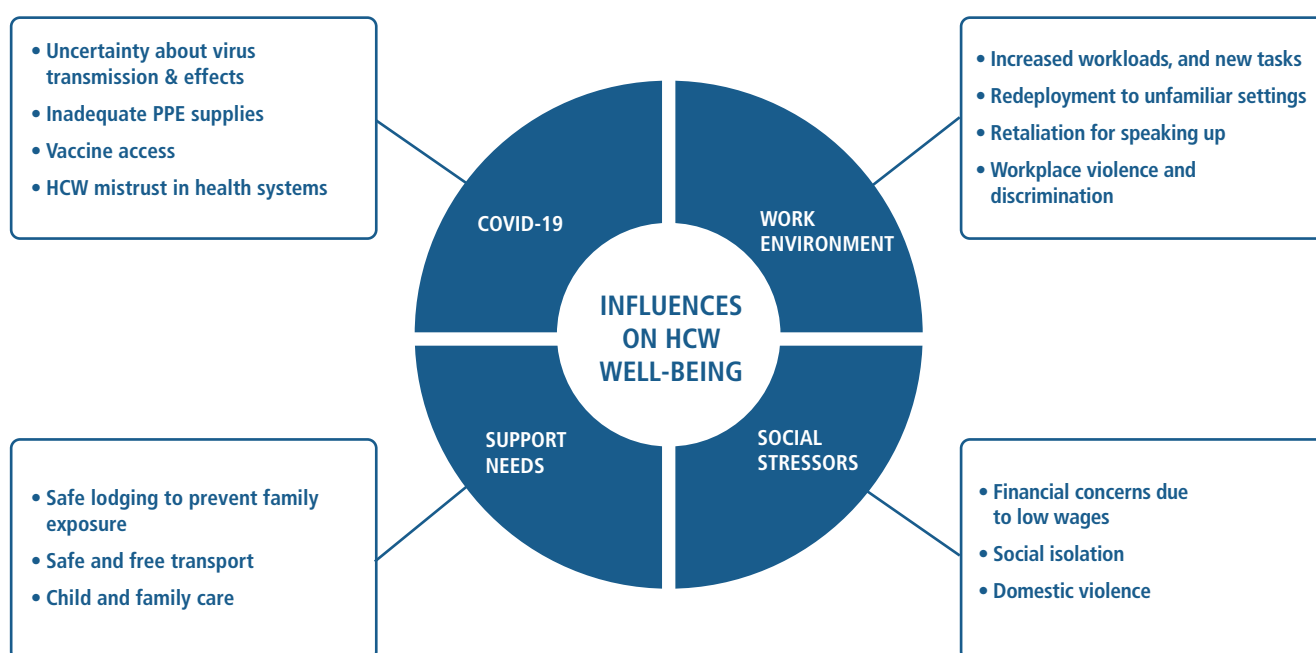 • Uncertainty about virus
transmission & effects
• Inadequate PPE supplies
• Vaccine access
• HCW mistrust in health systems
• Increased workloads, and new tasks
• Redeployment to unfamiliar settings
• Retaliation for speaking up
• Workplace violence and
discrimination
COVID-19
WORK
ENVIRONMENT
INFLUENCES
ON HCW
WELL-BEING
SUPPORT
NEEDS
SOCIAL
STRESSORS
• Safe lodging to prevent family
exposure
• Safe and free transport
• Child and family care
• Financial concerns due
to low wages
• Social isolation
• Domestic violence